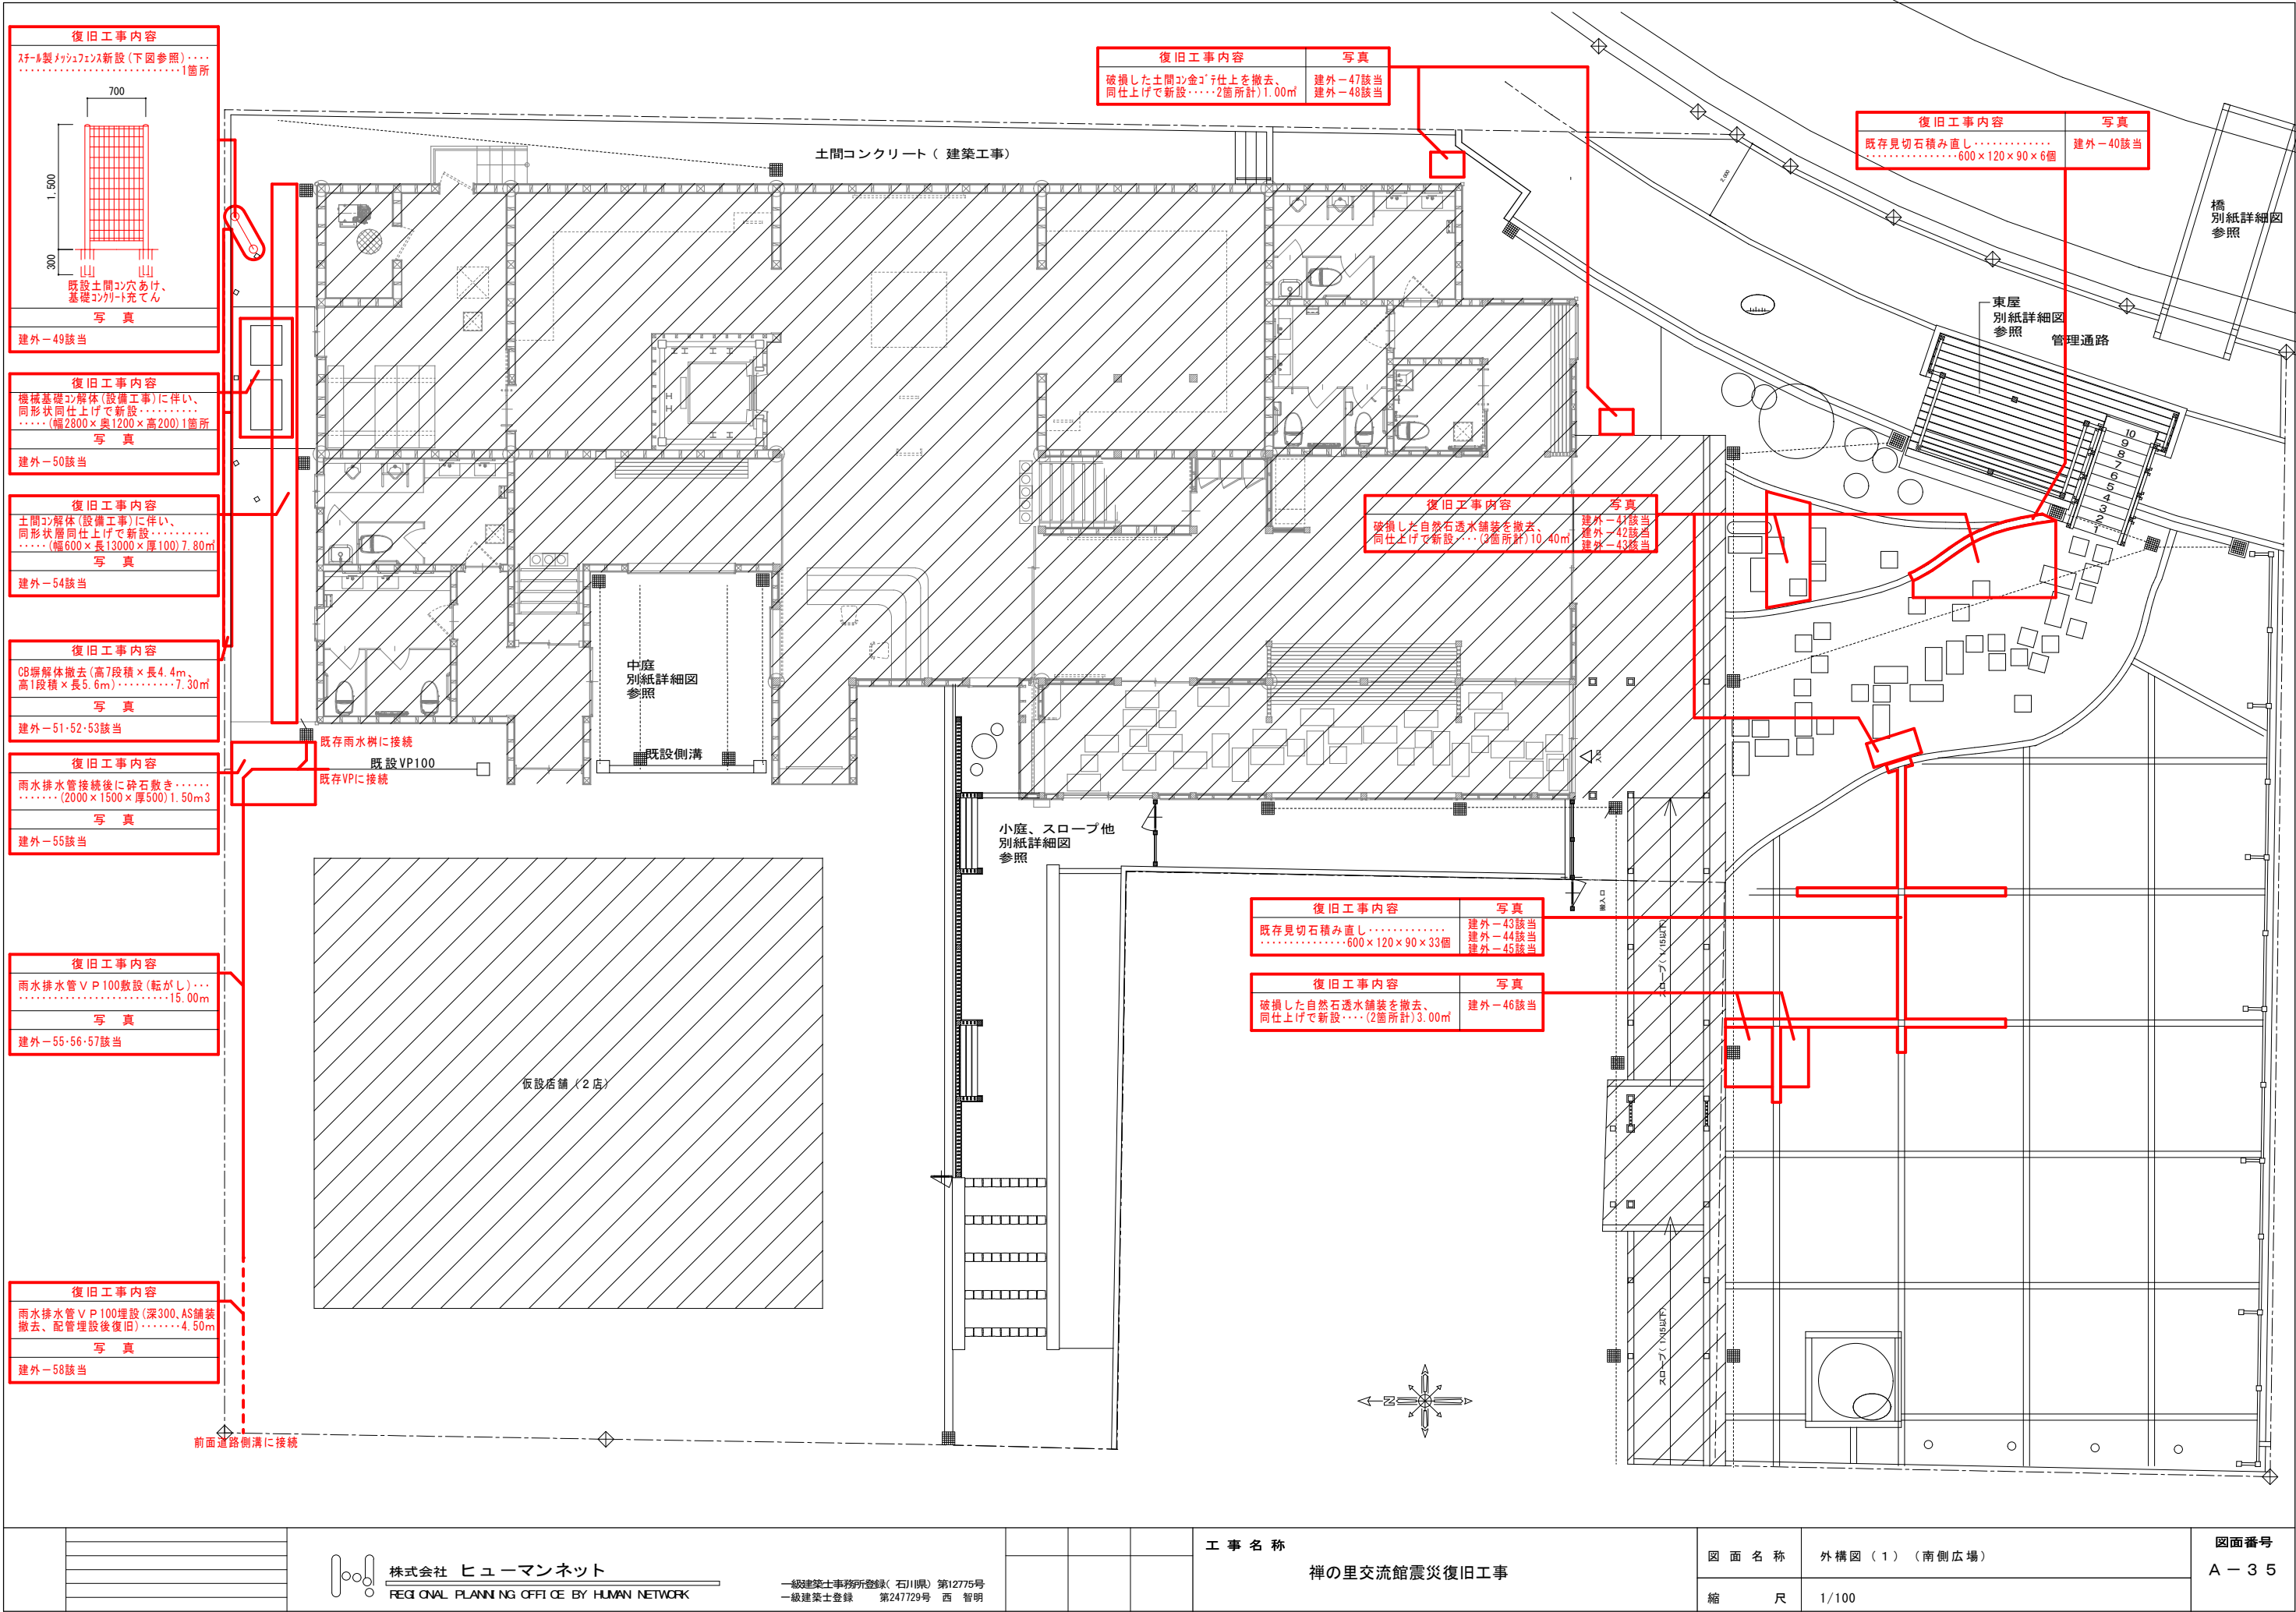 復旧工事内容
ｽﾁｰﾙ製ﾒｯｼｭﾌｪﾝｽ新設(下図参照)‥‥
‥‥‥‥‥‥‥‥‥‥‥‥‥1箇所
700
1,500
300
既設土間ｺﾝ穴あけ、
基礎ｺﾝｸﾘｰﾄ充てん
写 真
建外－49該当
復旧工事内容
機械基礎ｺﾝ解体(設備工事)に伴い、
同形状同仕上げで新設‥‥‥‥‥
‥‥(幅2800×奥1200×高200)1箇所
写 真
建外－50該当
復旧工事内容
土間ｺﾝ解体(設備工事)に伴い、
同形状層同仕上げで新設‥‥‥‥‥
‥‥(幅600×長13000×厚100)7.80㎡
写 真
建外－54該当
復旧工事内容
CB塀解体撤去(高7段積×長4.4m、
高1段積×長5.6m)‥‥‥‥‥7.30㎡
写 真
建外－51･52･53該当
復旧工事内容
雨水排水管接続後に砕石敷き‥‥‥
‥‥‥(2000×1500×厚500)1.50m3
写 真
建外－55該当
復旧工事内容
雨水排水管ＶＰ100敷設(転がし)‥‥
‥‥‥‥‥‥‥‥‥‥‥‥15.00m
写 真
建外－55･56･57該当
復旧工事内容
雨水排水管ＶＰ100埋設(深300､AS舗装
撤去、配管埋設後復旧)‥‥‥‥4.50m
写 真
建外－58該当
前面道路側溝に接続
既存雨水桝に接続
既設VP100
既存VPに接続
土間コンクリート（ 建築工事）
復旧工事内容 写真
破損した土間ｺﾝ金ｺﾞﾃ仕上を撤去、 建外－47該当
同仕上げで新設‥‥‥2箇所計)1.00㎡ 建外－48該当
復旧工事内容 写真
既存見切石積み直し‥‥‥‥‥‥‥ 建外－40該当
‥‥‥‥‥‥‥600×120×90×6個
2,000
橋
別紙詳細図
参照
東屋
別紙詳細図
参照
管理通路
10
9
8
7
6
5
4
3
2
1
復旧工事内容 写真
破損した自然石透水舗装を撤去、
同仕上げで新設‥‥(3箇所計)10.40㎡
建外－41該当
建外－42該当
建外－43該当
中庭
別紙詳細図
参照
既設側溝
入口
小庭、スロープ他
別紙詳細図
参照
搬入口
復旧工事内容 写真
既存見切石積み直し‥‥‥‥‥‥‥
‥‥‥‥‥‥‥600×120×90×33個
建外－43該当
建外－44該当
建外－45該当
復旧工事内容 写真
破損した自然石透水舗装を撤去、 建外－46該当
同仕上げで新設‥‥(2箇所計)3.00㎡
スロープ（ 1/15以下）
スロープ（ 1/15以下）
仮設店舗（２店）
N
株式会社 ヒューマンネット
REGIONAL PLANNING OFFICE BY HUMAN NETWORK
一級建築士事務所登録（ 石川県） 第12775号
一級建築士登録 第247729号 西 智明
工事名称
禅の里交流館震災復旧工事
図面名称 外構図（１）（南側広場）
縮 尺 1/100
図面番号
Ａ－３５